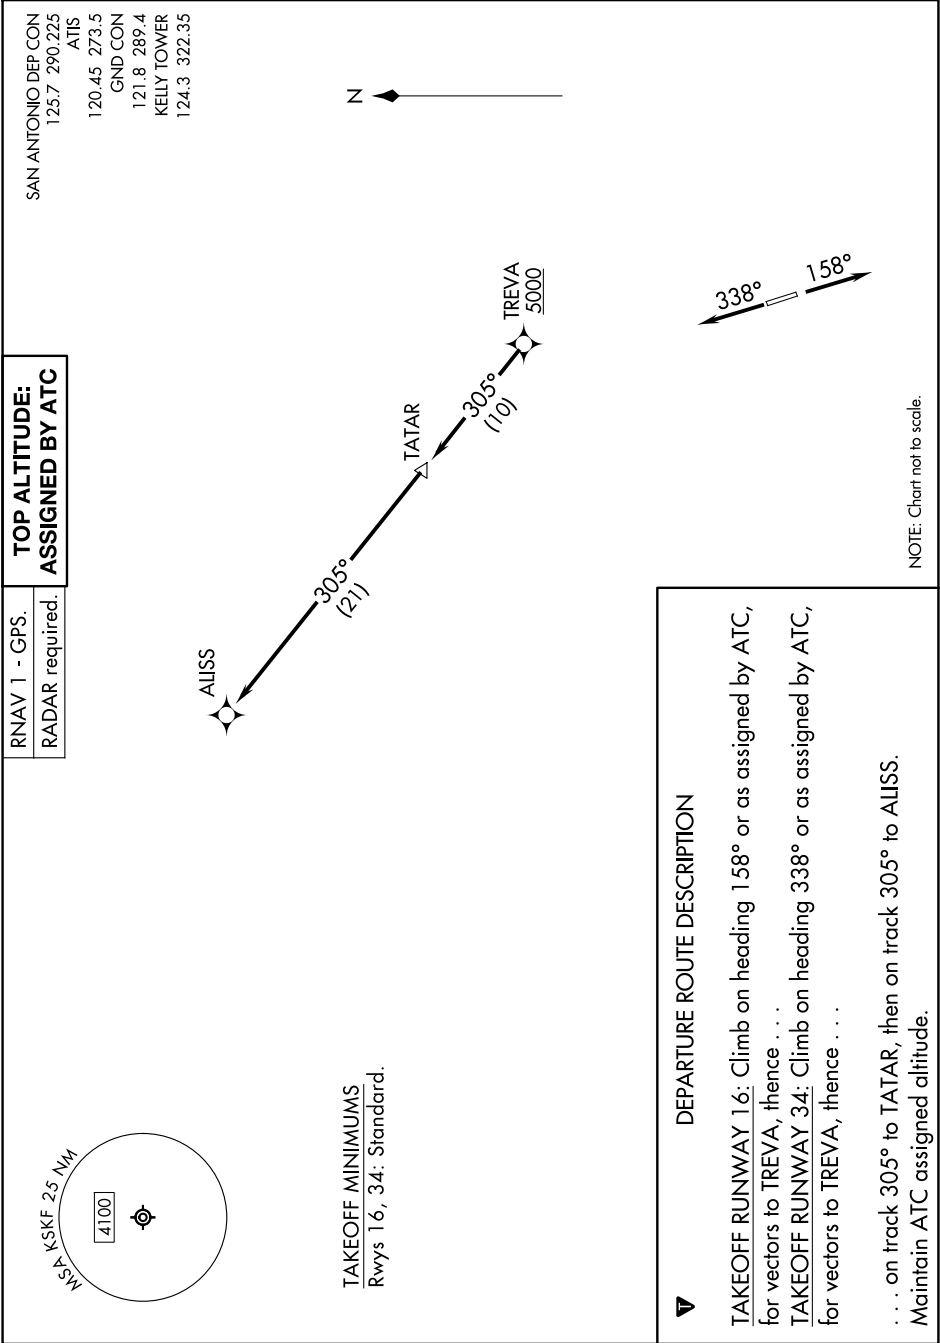 MSA KSKF 25 NM
4100
RNAV 1 - GPS.
RADAR required.
TOP ALTITUDE:
ASSIGNED BY ATC
SAN ANTONIO DEP CON
125.7 290.225
ATIS
120.45 273.5
GND CON
121.8 289.4
KELLY TOWER
124.3 322.35
N
ALISS
305°
(21)
TATAR
305°
(10)
TREVA
5000
TAKEOFF MINIMUMS
Rwys 16, 34: Standard.
338°
158°
NOTE: Chart not to scale.
T
DEPARTURE ROUTE DESCRIPTION
TAKEOFF RUNWAY 16: Climb on heading 158° or as assigned by ATC,
for vectors to TREVA, thence . . .
TAKEOFF RUNWAY 34: Climb on heading 338° or as assigned by ATC,
for vectors to TREVA, thence . . .
. . . on track 305° to TATAR, then on track 305° to ALISS.
Maintain ATC assigned altitude.